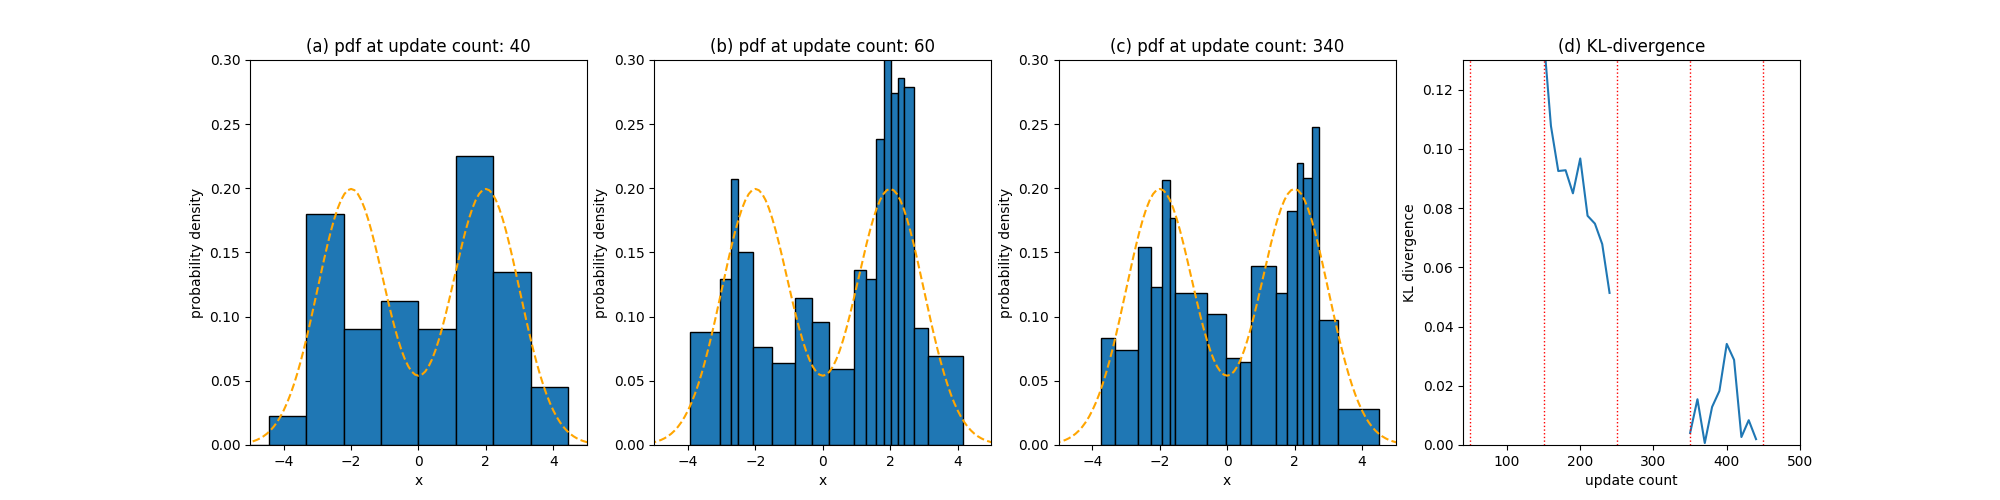 (a) pdf at update count: 40
(b) pdf at update count: 60
(c) pdf at update count: 340
(d) KL-divergence
probability density
0.30
0.25
0.20
0.15
0.10
0.05
0.00
−4 −2 0 2 4
x
probability density
0.30
0.25
0.20
0.15
0.10
0.05
0.00
−4 −2 0 2 4
x
probability density
0.30
0.25
0.20
0.15
0.10
0.05
0.00
−4 −2 0 2 4
x
KL divergence
0.12
0.10
0.08
0.06
0.04
0.02
0.00
100 200 300 400 500
update count